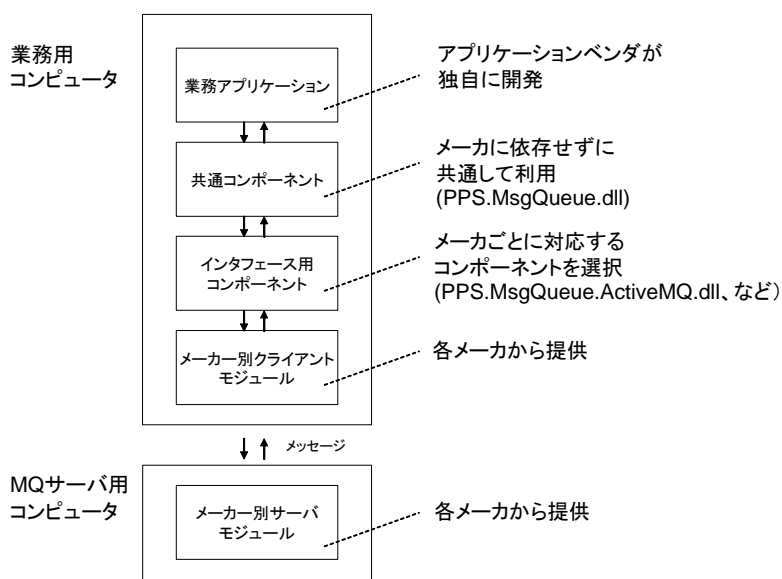 業務用
コンピュータ
業務アプリケーション
アプリケーションベンダが
独自に開発
共通コンポーネント
メーカに依存せずに
共通して利用
(PPS.MsgQueue.dll)
インタフェース用
コンポーネント
メーカごとに対応する
コンポーネントを選択
(PPS.MsgQueue.ActiveMQ.dll、など)
メーカー別クライアント
モジュール
各メーカから提供
メッセージ
MQサーバ用
コンピュータ
メーカー別サーバ
モジュール
各メーカから提供